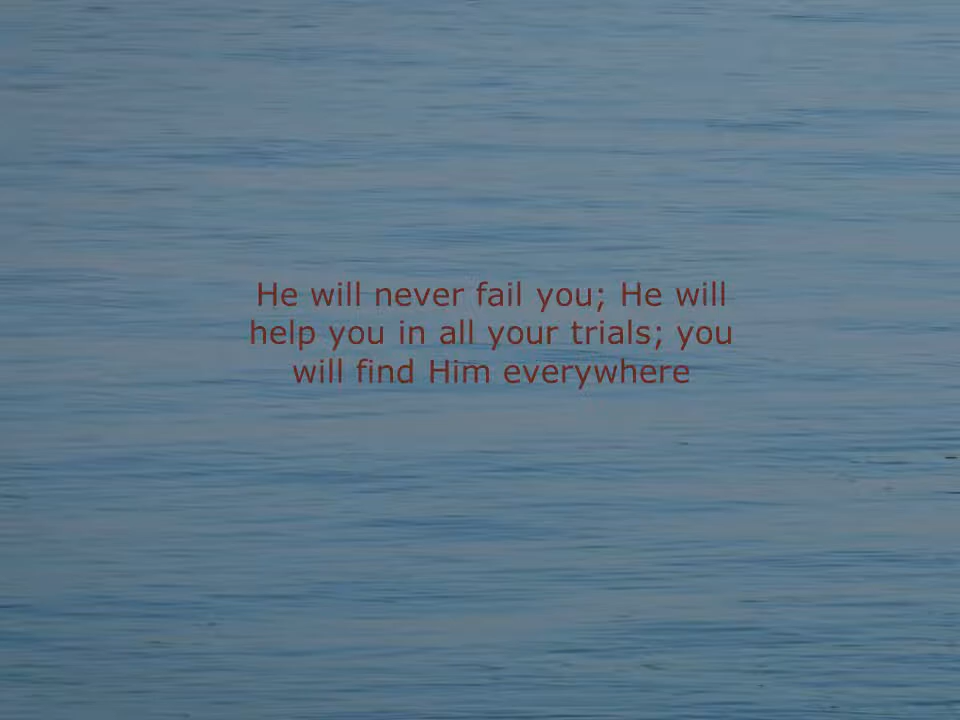 He will never fail you; He will
help you in all your trials; you
will find Him everywhere